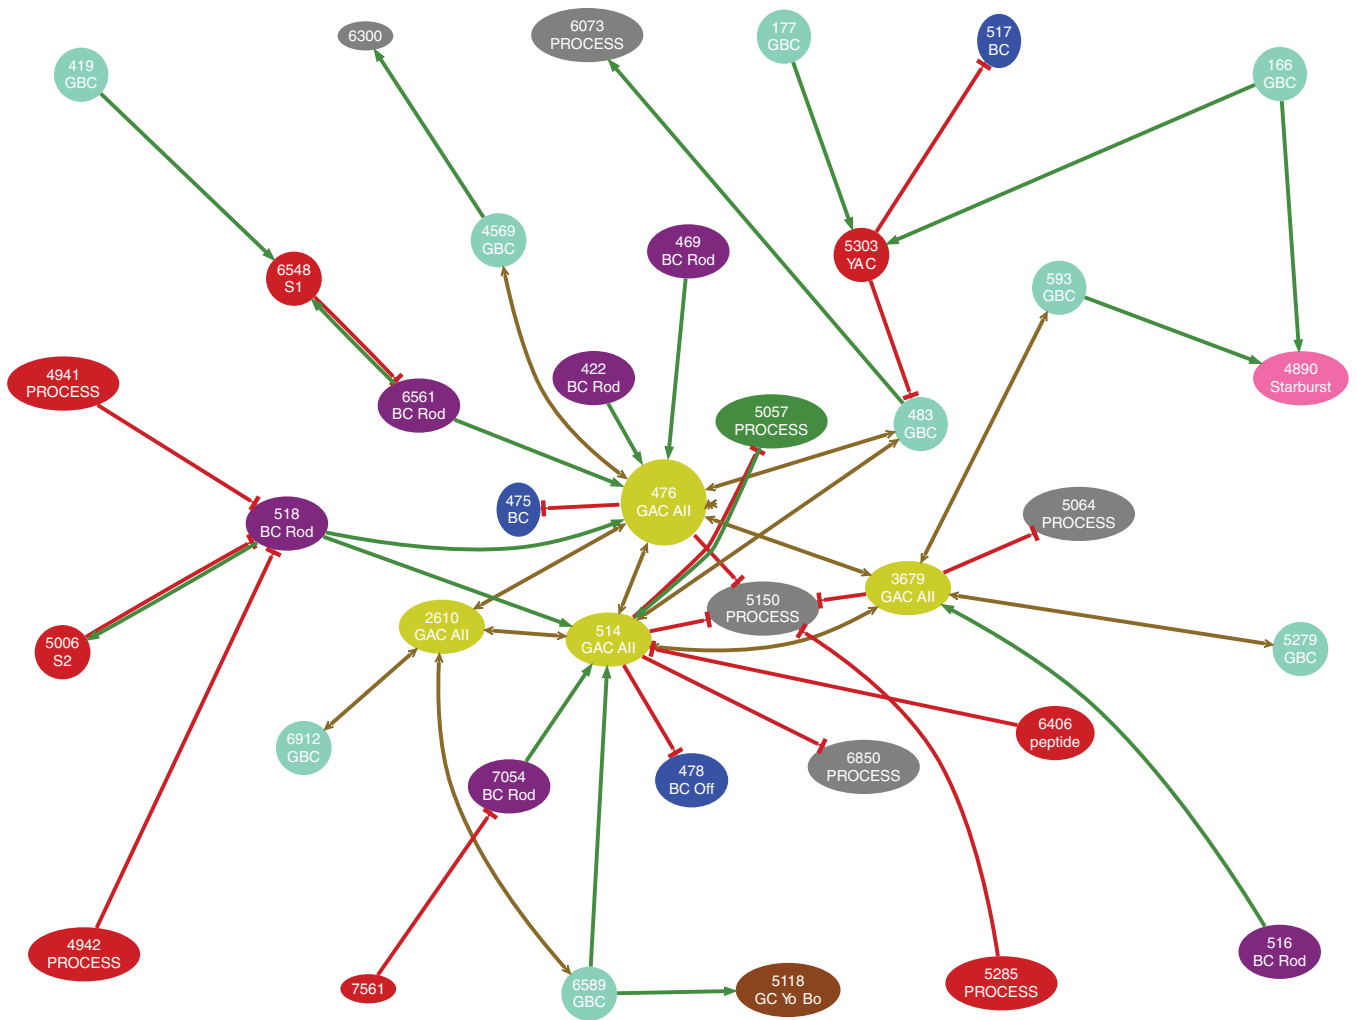 6300
6073
PROCESS
177
GBC
517
BC
419
GBC
166
GBC
4569
GBC
469
BC Rod
5303
YAC
6548
S1
593
GBC
4941
PROCESS
422
BC Rod
4890
Starburst
6561
BC Rod
5057
PROCESS
483
GBC
475
BC
476
GAC AII
5064
PROCESS
518
BC Rod
3679
GAC AII
5150
PROCESS
2610
GAC AII
514
GAC AII
5006
S2
5279
GBC
6912
GBC
6406
peptide
7054
BC Rod
478
BC Off
6850
PROCESS
4942
PROCESS
516
BC Rod
7561
6589
GBC
5118
GC Yo Bo
5285
PROCESS